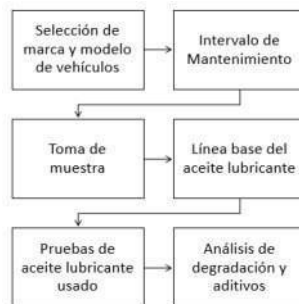 Selección de
marca y modelo
de vehículos
Intervalo de
Mantenimiento
Toma de
muestra
Línea base del
aceite lubricante
Pruebas de
aceite lubricante
usado
Análisis de
degradación y
aditivos